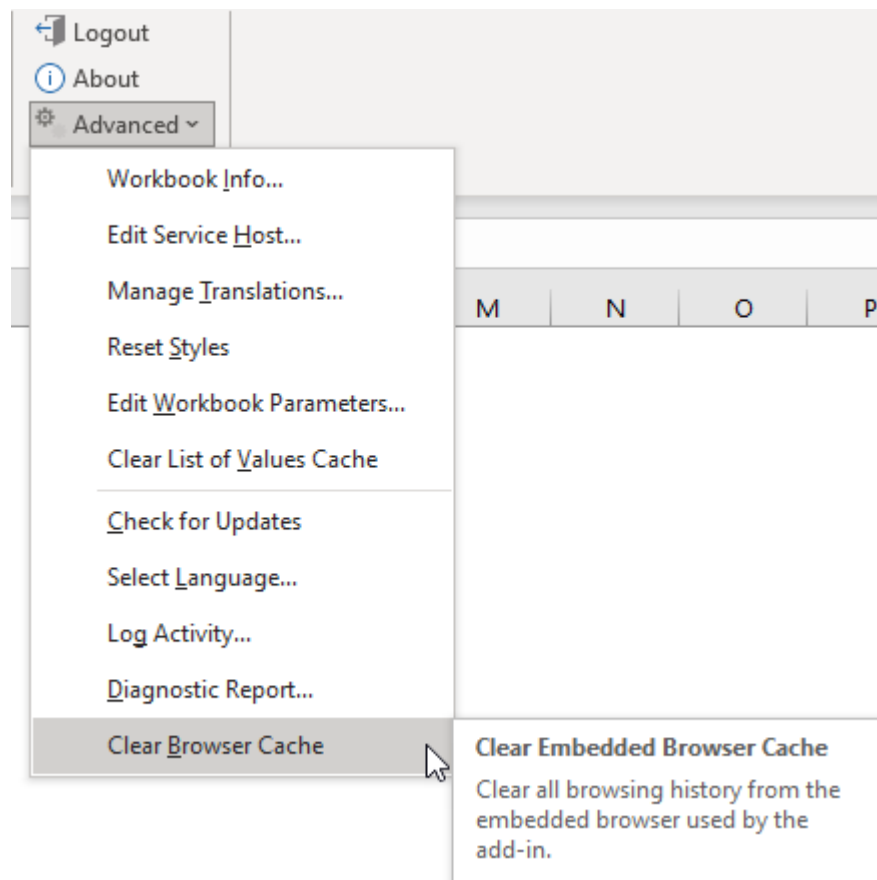 Logout
About
Advanced
Workbook Info...
Edit Service Host...
Manage Translations...
M N O P
Reset Styles
Edit Workbook Parameters...
Clear List of Values Cache
Check for Updates
Select Language...
Log Activity...
Diagnostic Report...
Clear Browser Cache
Clear Embedded Browser Cache
Clear all browsing history from the
embedded browser used by the
add-in.